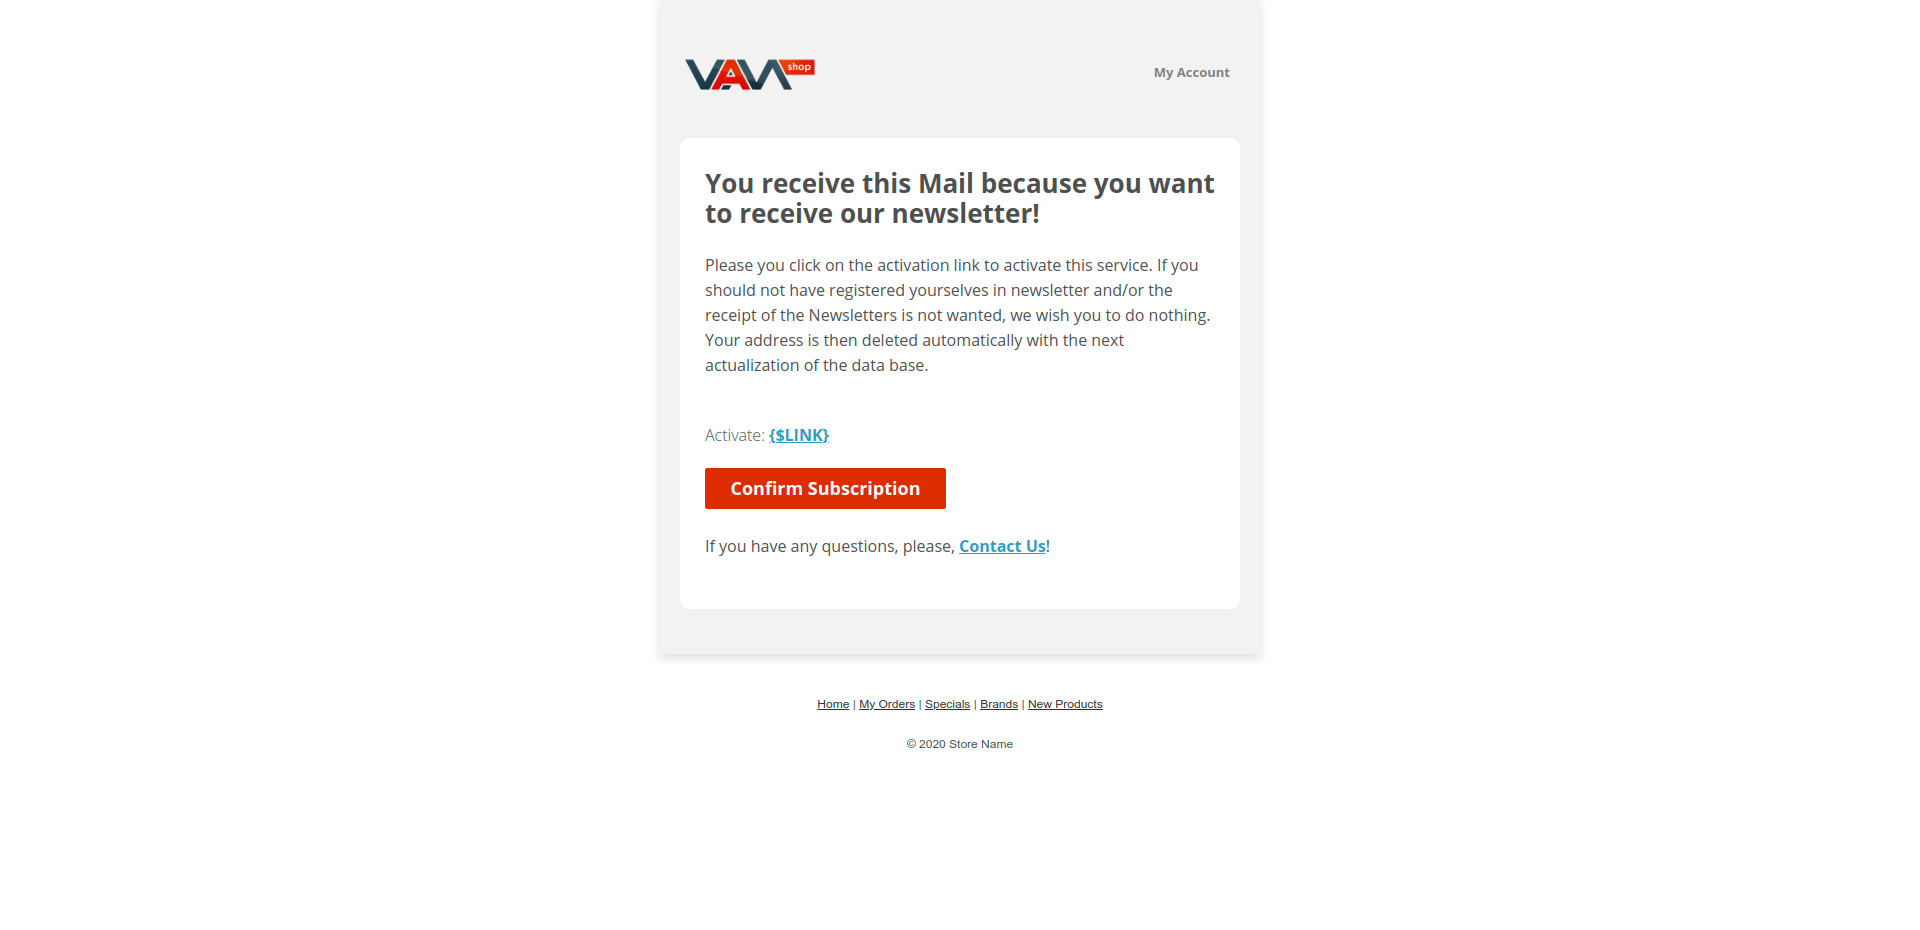 VAM shop
My Account
You receive this Mail because you want
to receive our newsletter!
Please you click on the activation link to activate this service. If you
should not have registered yourselves in newsletter and/or the
receipt of the Newsletters is not wanted, we wish you to do nothing.
Your address is then deleted automatically with the next
actualization of the data base.
Activate: {$LINK}
Confirm Subscription
If you have any questions, please, Contact Us!
Home | My Orders | Specials | Brands | New Products
© 2020 Store Name